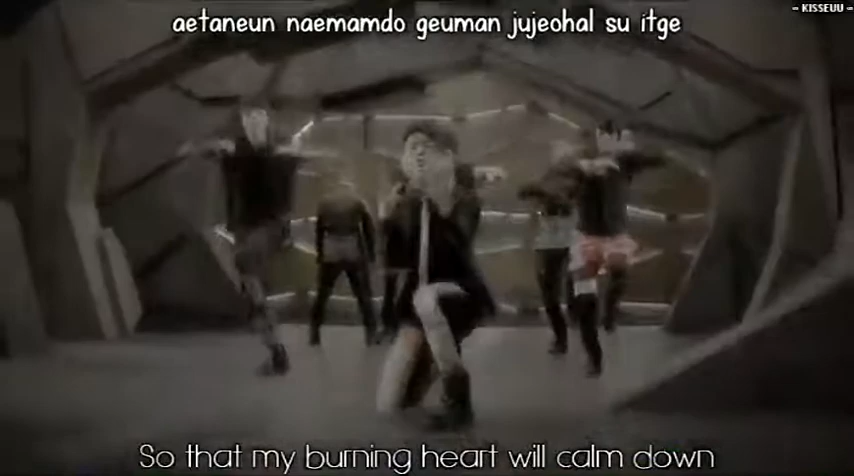 aetaneun naemamdo geuman jujeohal su itge
= KISSEUU =
So that my burning heart will calm down